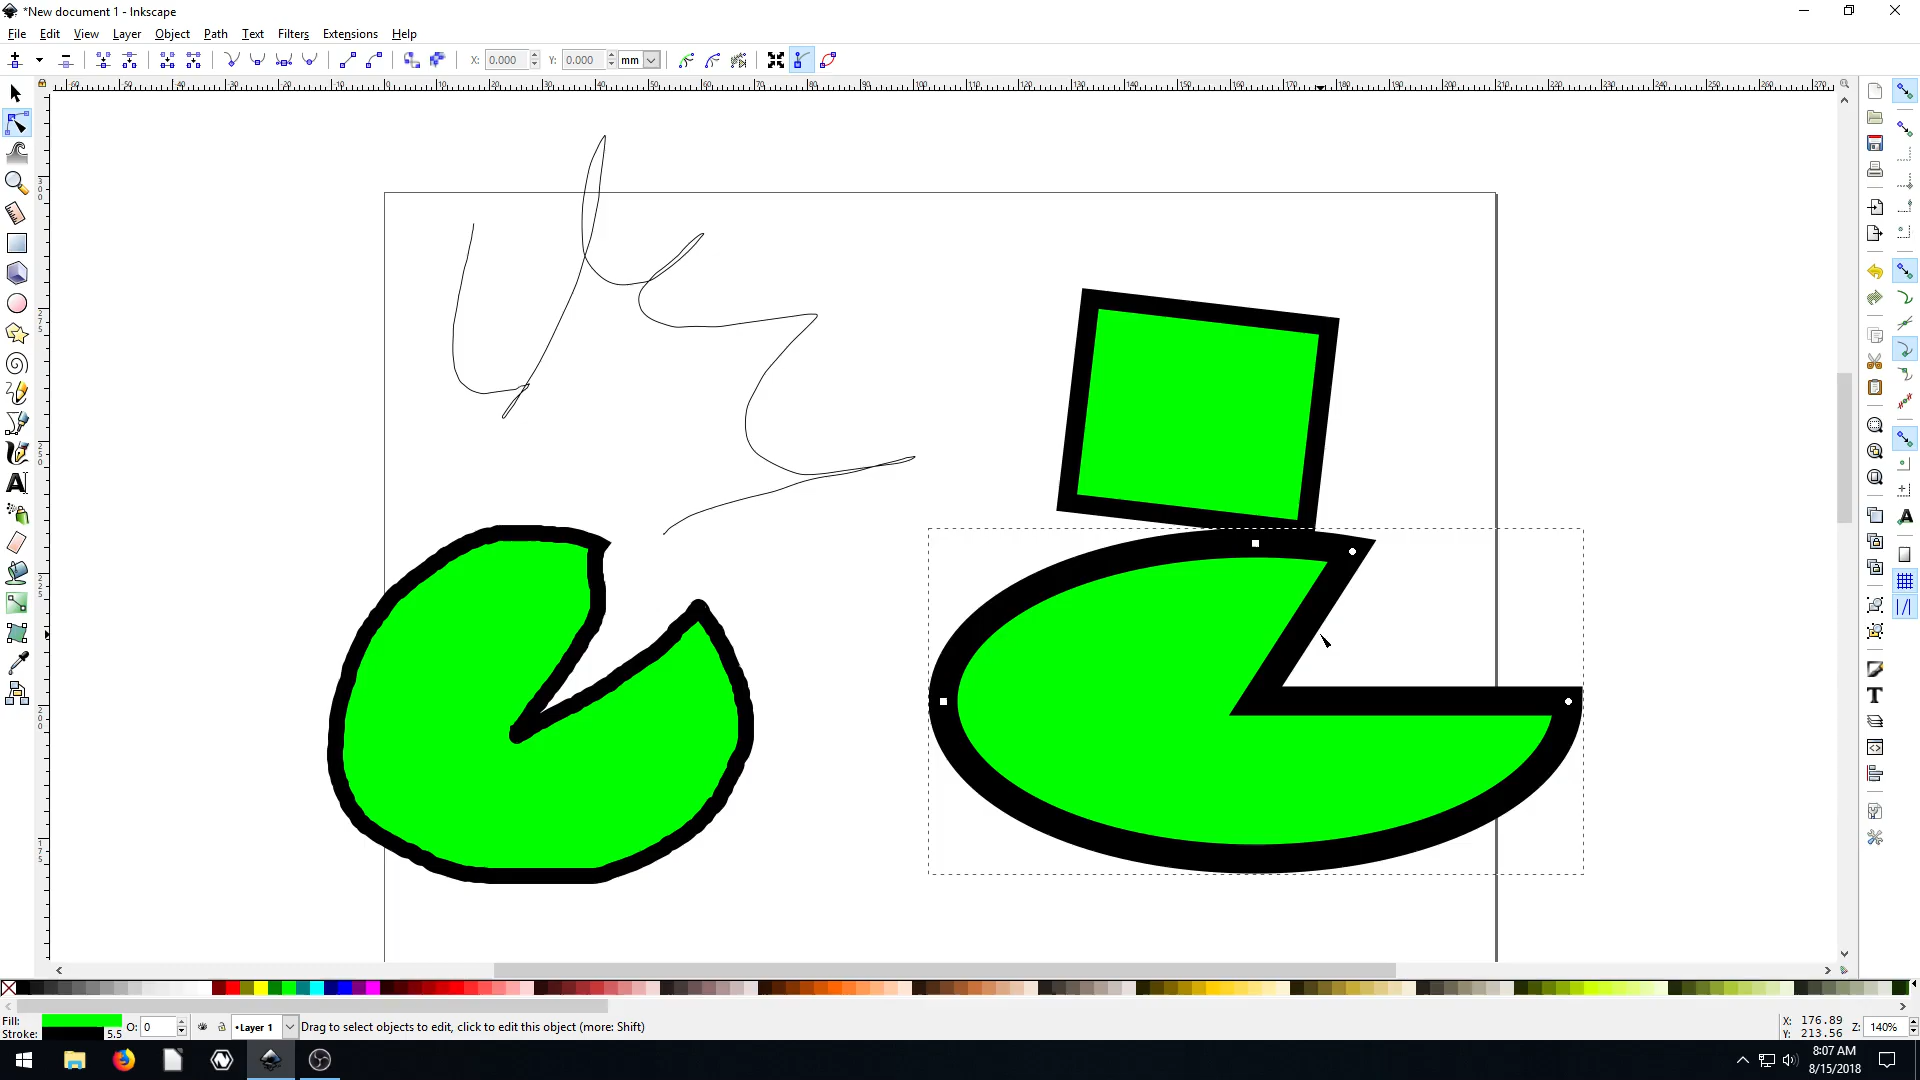 *New document 1 - Inkscape
File Edit View Layer Object Path Text Filters Extensions Help
X: 0.000 Y: 0.000 mm
Fill:
Stroke: 5.5 O: 0 •Layer 1 Drag to select objects to edit, click to edit this object (more: Shift)
X: 176.89
Y: 213.56 Z: 140%
8:07 AM
8/15/2018